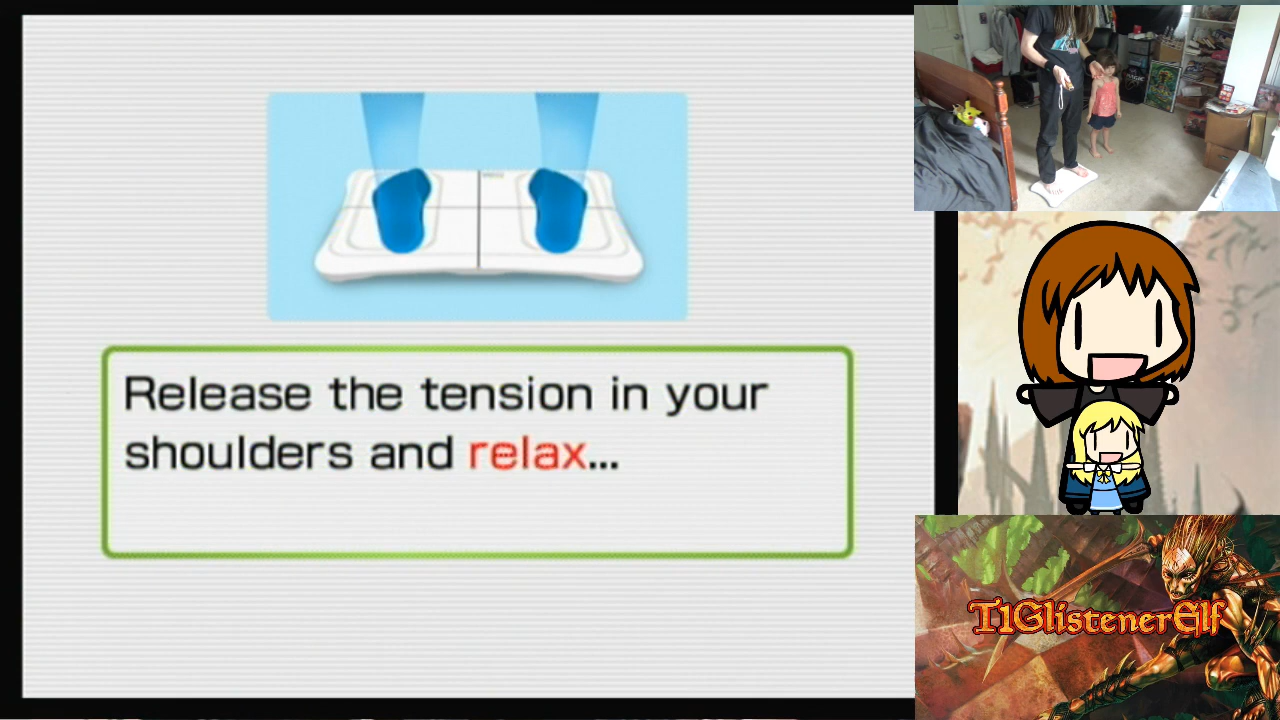 Release the tension in your
shoulders and relax...
T1GlistenerElf